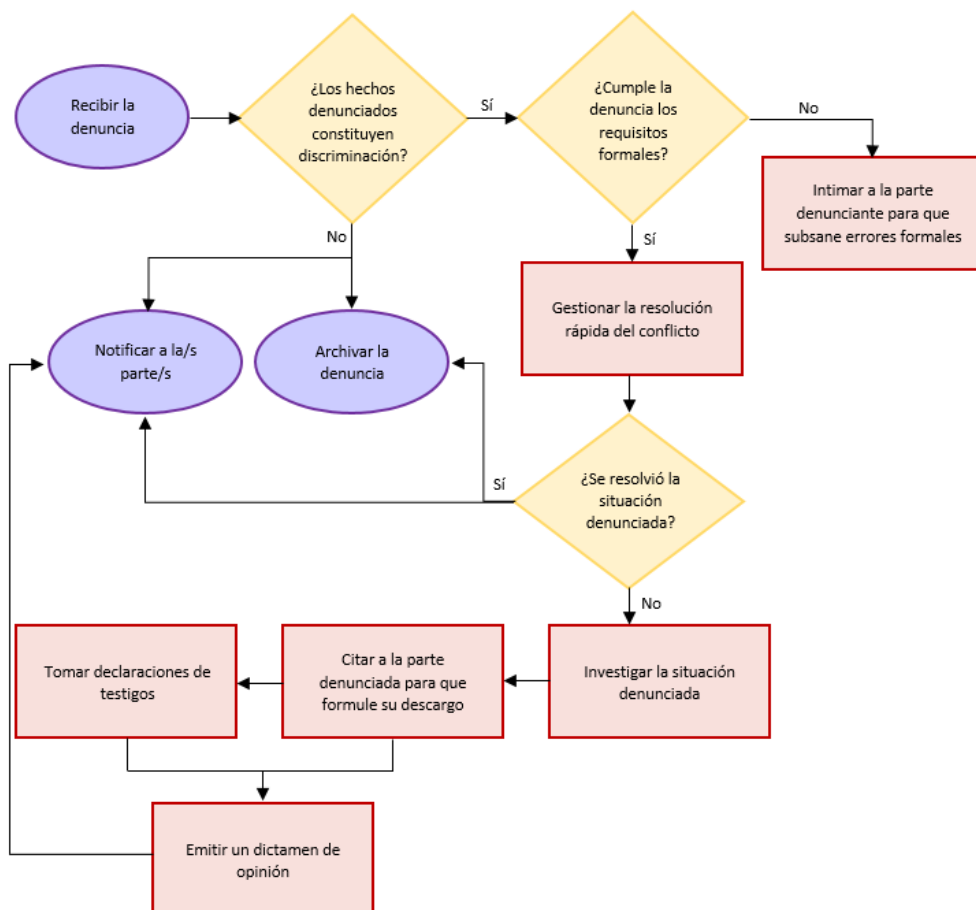 Recibir la
denuncia
¿Los hechos
denunciados
constituyen
discriminación?
Sí
¿Cumple la
denuncia los
requisitos
formales?
No
Intimar a la parte
denunciante para que
subsane errores formales
No
Sí
Notificar a la/s
parte/s
Archivar la
denuncia
Gestionar la resolución
rápida del conflicto
Sí
¿Se resolvió la
situación
denunciada?
No
Tomar declaraciones de
testigos
Citar a la parte
denunciada para que
formule su descargo
Investigar la situación
denunciada
Emitir un dictamen de
opinión